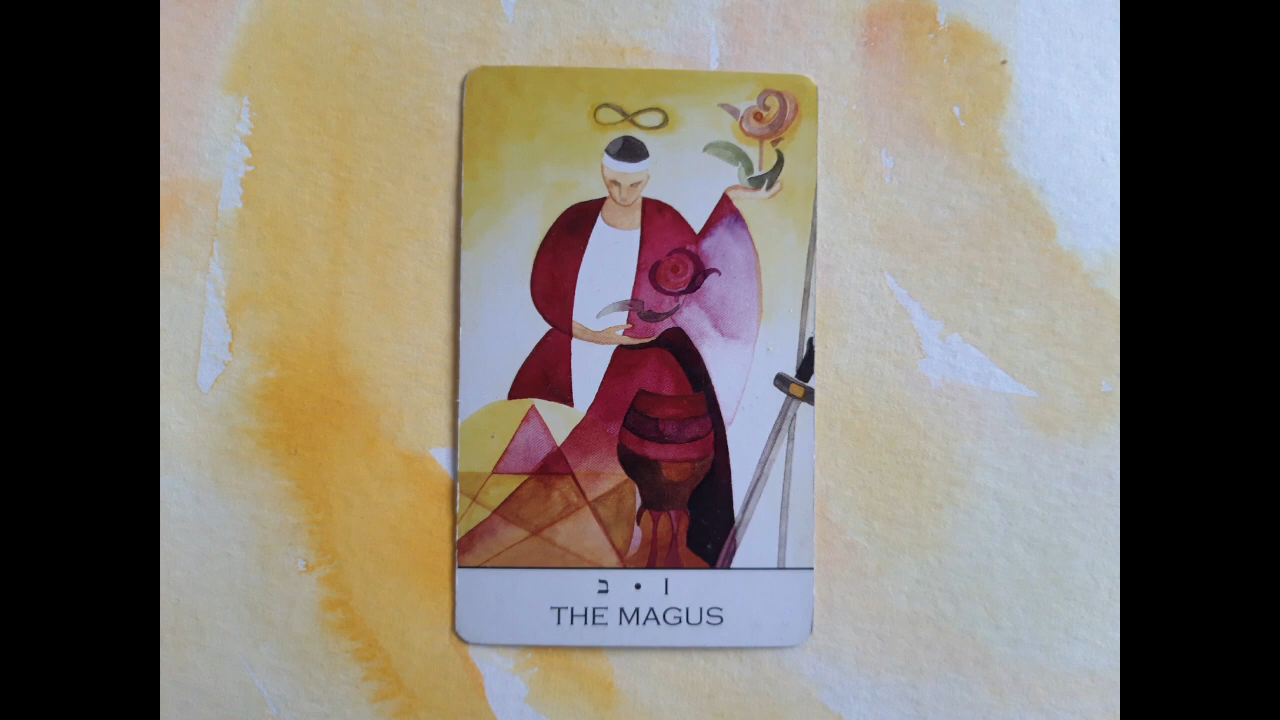 ב • I
THE MAGUS